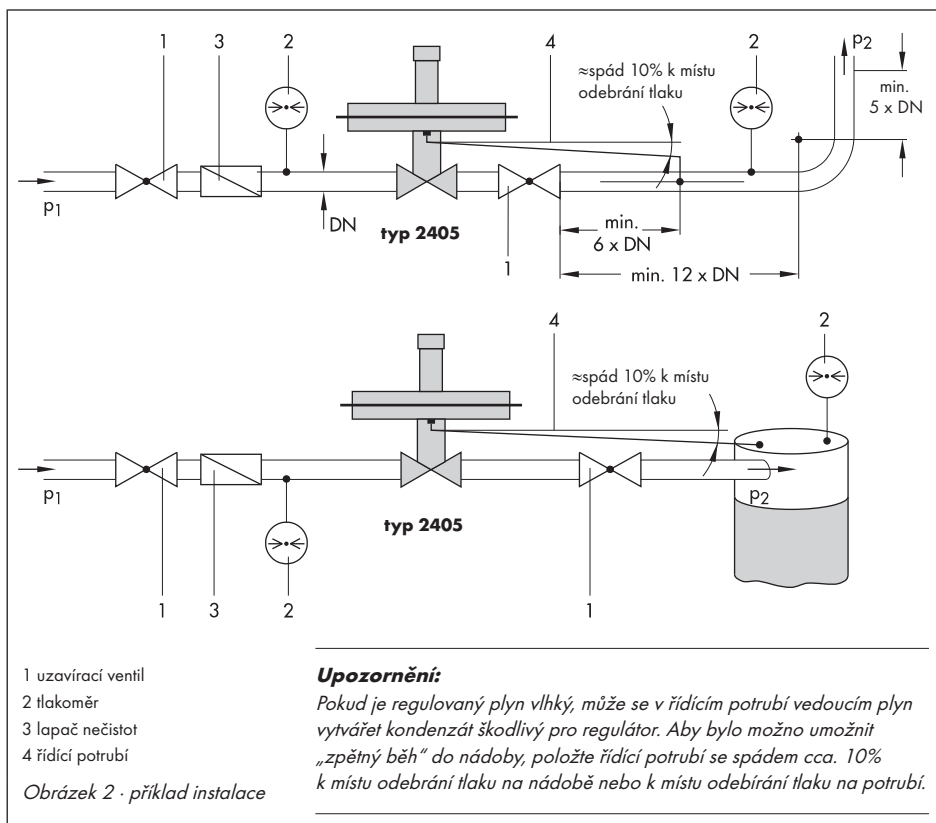 1 3 2 4 2 p2
≈spád 10% k místu
odebrání tlaku
min.
5 x DN
p1
DN
typ 2405
1
min.
6 x DN
min. 12 x DN
4 2
≈spád 10% k místu
odebrání tlaku
p1
typ 2405
p2
1 3 2 1
1 uzavírací ventil
2 tlakoměr
3 lapač nečistot
4 řídící potrubí
Obrázek 2 · příklad instalace
Upozornění:
Pokud je regulovaný plyn vlhký, může se v řídícím potrubí vedoucím plyn
vytvářet kondenzát škodlivý pro regulátor. Aby bylo možno umožnit
„zpětný běh“ do nádoby, položte řídící potrubí se spádem cca. 10%
k místu odebrání tlaku na nádobě nebo k místu odebírání tlaku na potrubí.